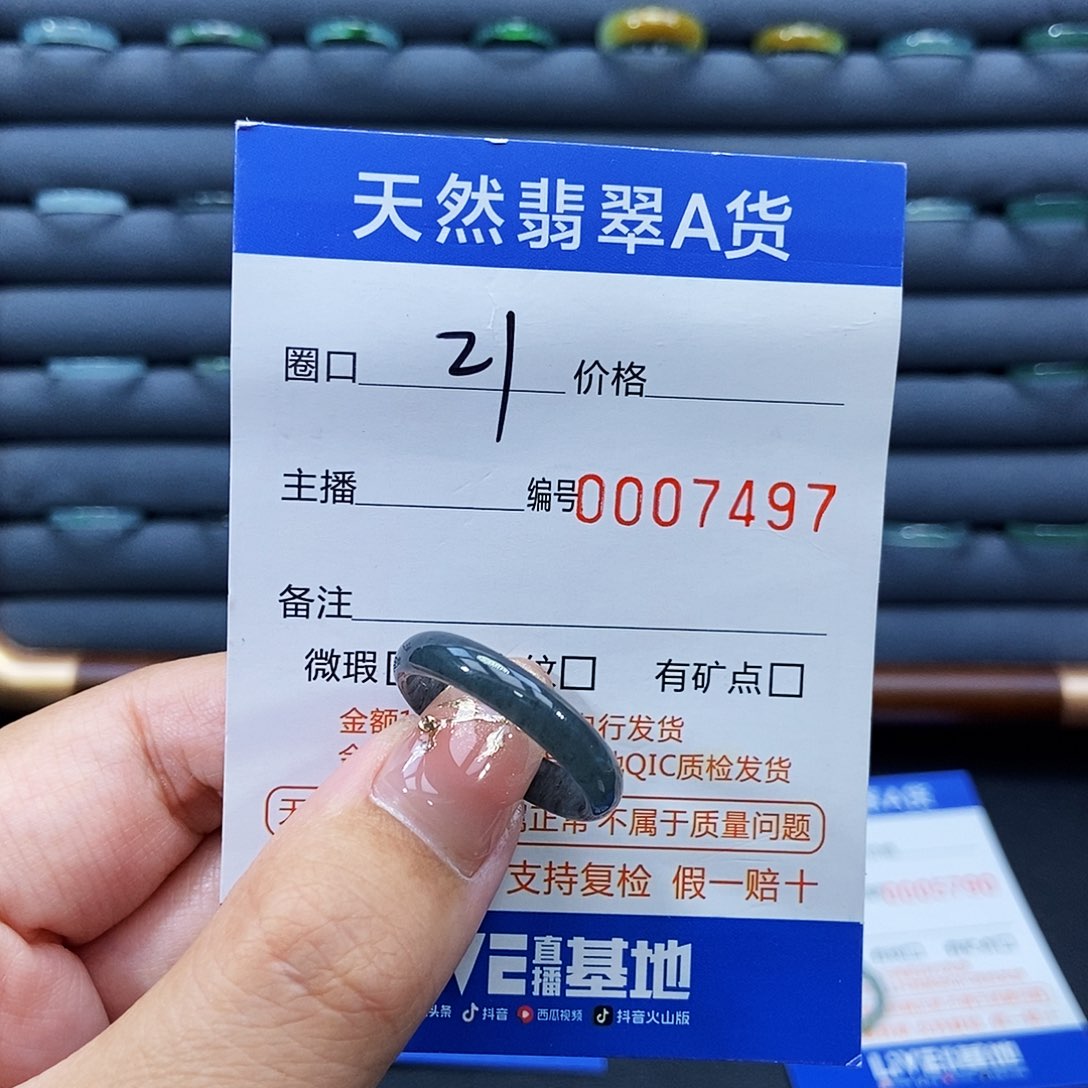 天然翡翠A货
圈口 21 价格
主播 编号0007497
备注
微瑕 纹□ 有矿点□
金额 行发货
QIC质检发货
正常 不属于质量问题
支持复检 假一赔十
直播基地
头条 抖音 西瓜视频 抖音火山版